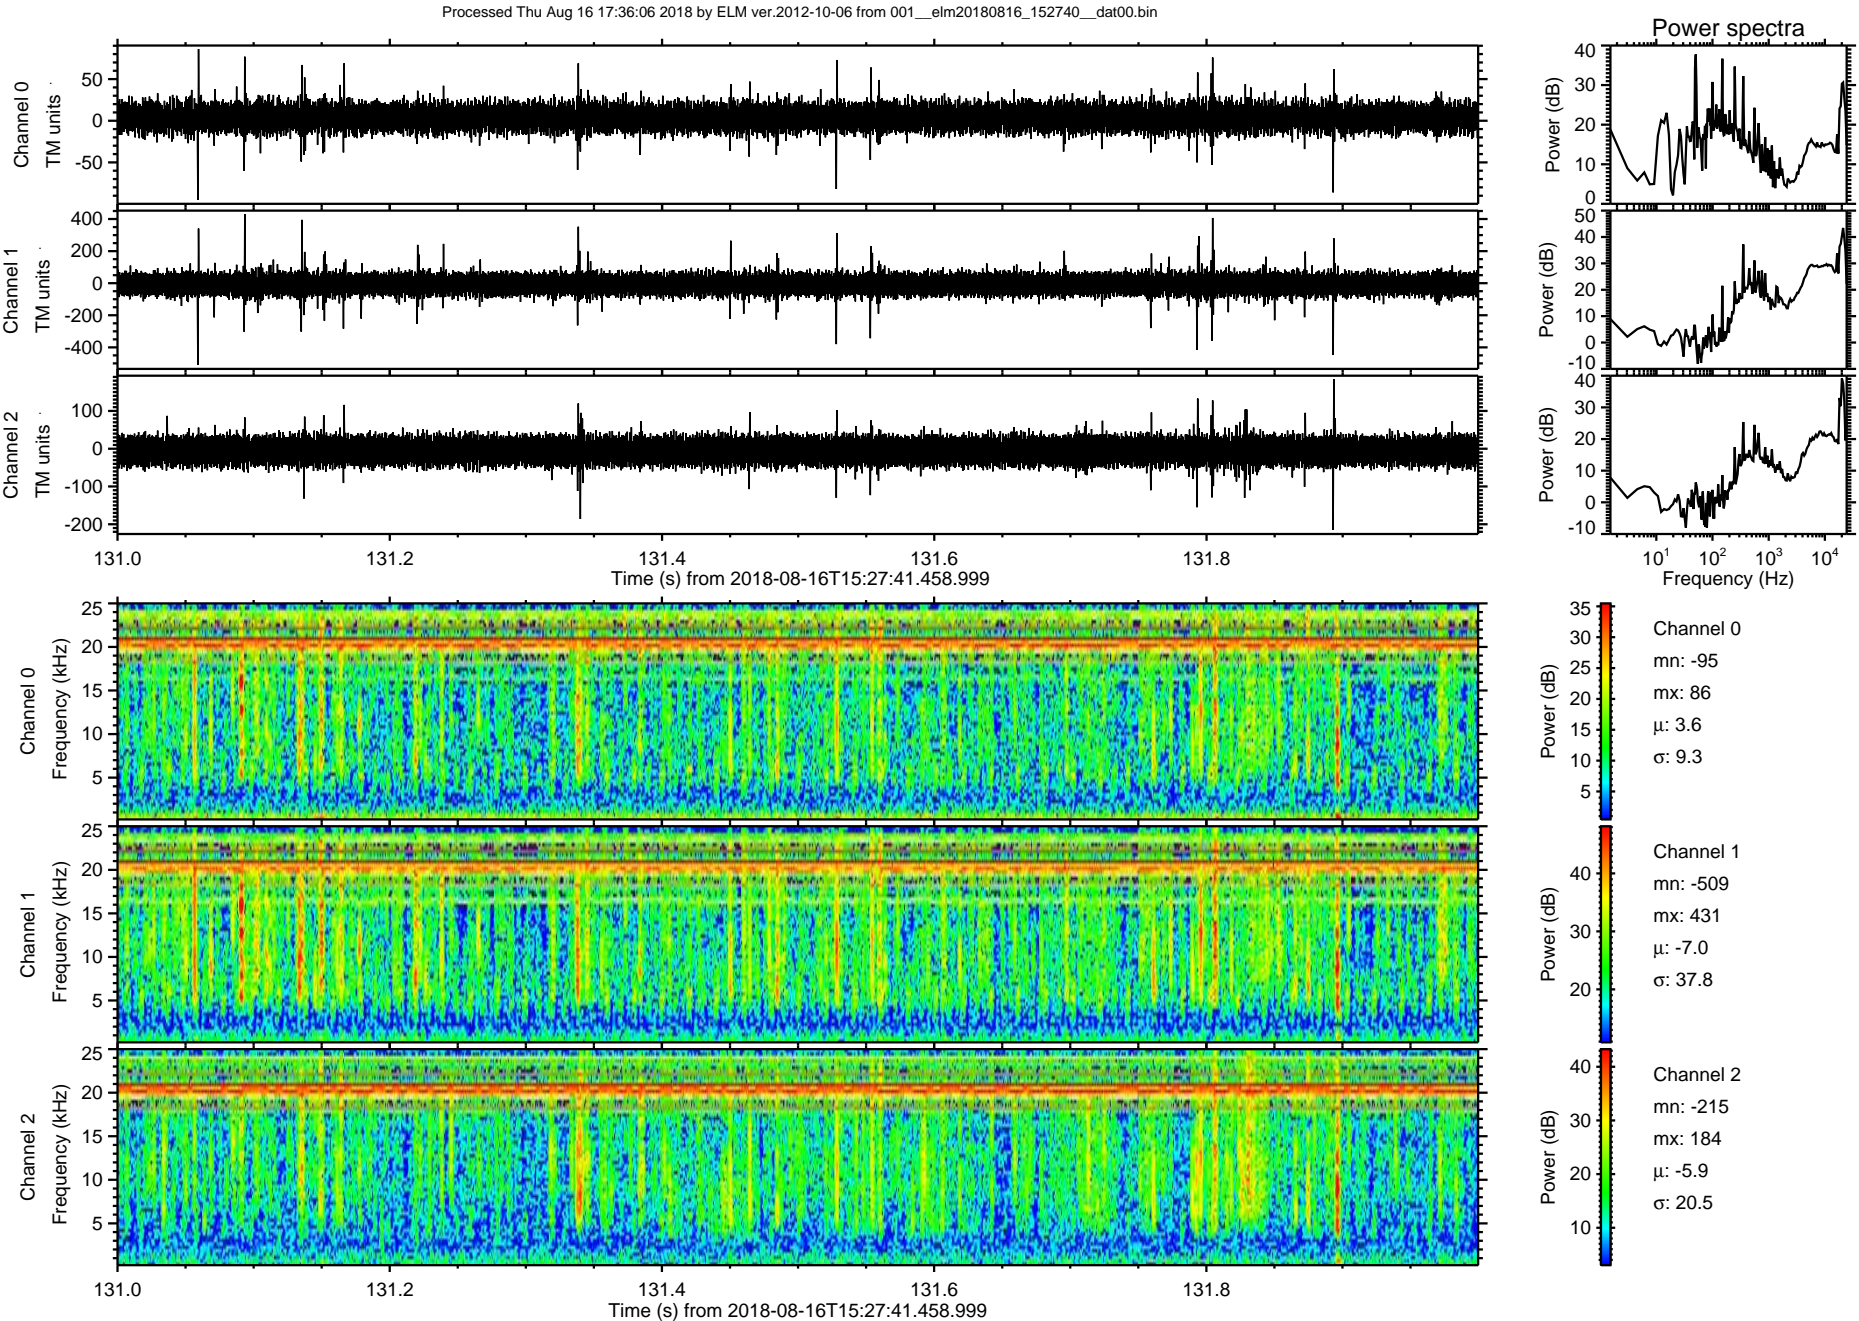 Processed Thu Aug 16 17:36:06 2018 by ELM ver.2012-10-06 from 001__elm20180816_152740__dat00.bin
Power spectra
Channel 0
TM units
50
0
-50
Power (dB)
40
30
20
10
0
Channel 1
TM units
400
200
0
-200
-400
Power (dB)
50
40
30
20
10
0
-10
Channel 2
TM units
100
0
-100
-200
Power (dB)
40
30
20
10
0
-10
131.0 131.2 131.4 131.6 131.8
Time (s) from 2018-08-16T15:27:41.458.999
10^1 10^2 10^3 10^4
Frequency (Hz)
Channel 0
Frequency (kHz)
25
20
15
10
5
Power (dB)
35
30
25
20
15
10
5
Channel 0
mn: -95
mx: 86
μ: 3.6
σ: 9.3
Channel 1
Frequency (kHz)
25
20
15
10
5
Power (dB)
40
30
20
Channel 1
mn: -509
mx: 431
μ: -7.0
σ: 37.8
Channel 2
Frequency (kHz)
25
20
15
10
5
Power (dB)
40
30
20
10
Channel 2
mn: -215
mx: 184
μ: -5.9
σ: 20.5
131.0 131.2 131.4 131.6 131.8
Time (s) from 2018-08-16T15:27:41.458.999